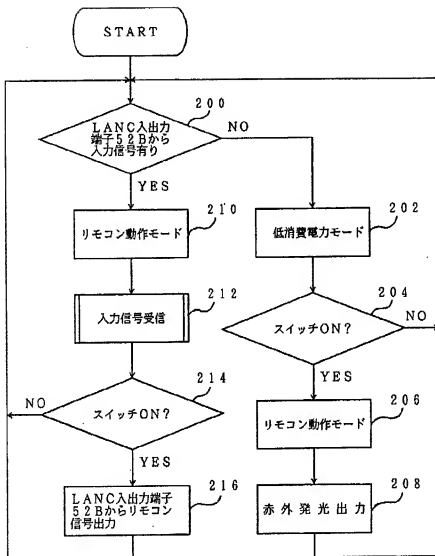 START
200
LANC入出力
端子52Bから
入力信号有り
NO
YES
210
リモコン動作モード
202
低消費電力モード
212
入力信号受信
204
スイッチON?
NO
YES
214
スイッチON?
NO
YES
206
リモコン動作モード
216
LANC入出力端子
52Bからリモコン
信号出力
208
赤外発光出力